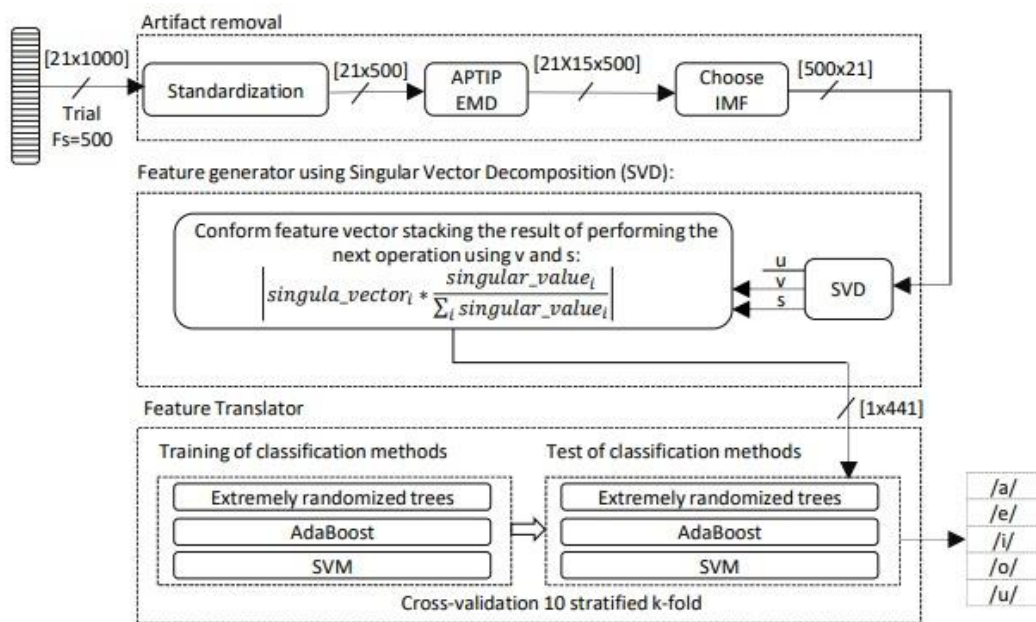 Artifact removal
[21x1000]
Trial
Fs=500
Standardization
[21x500]
APTIP
EMD
[21X15x500]
Choose
IMF
[500x21]
Feature generator using Singular Vector Decomposition (SVD):
Conform feature vector stacking the result of performing the
next operation using v and s:
|singula_vector_i * singular_value_i / ∑_i singular_value_i|
u
v
s
SVD
Feature Translator
[1x441]
Training of classification methods
Extremely randomized trees
AdaBoost
SVM
Test of classification methods
Extremely randomized trees
AdaBoost
SVM
Cross-validation 10 stratified k-fold
/a/
/e/
/i/
/o/
/u/